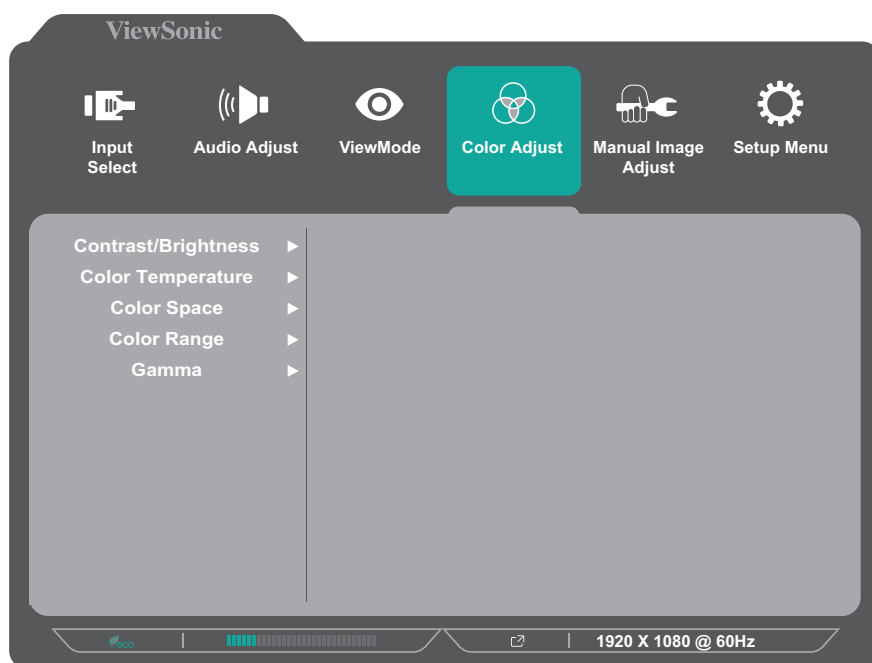 ViewSonic
Input
Select
Audio Adjust
ViewMode
Color Adjust
Manual Image
Adjust
Setup Menu
Contrast/Brightness
Color Temperature
Color Space
Color Range
Gamma
eco
1920 X 1080 @ 60Hz